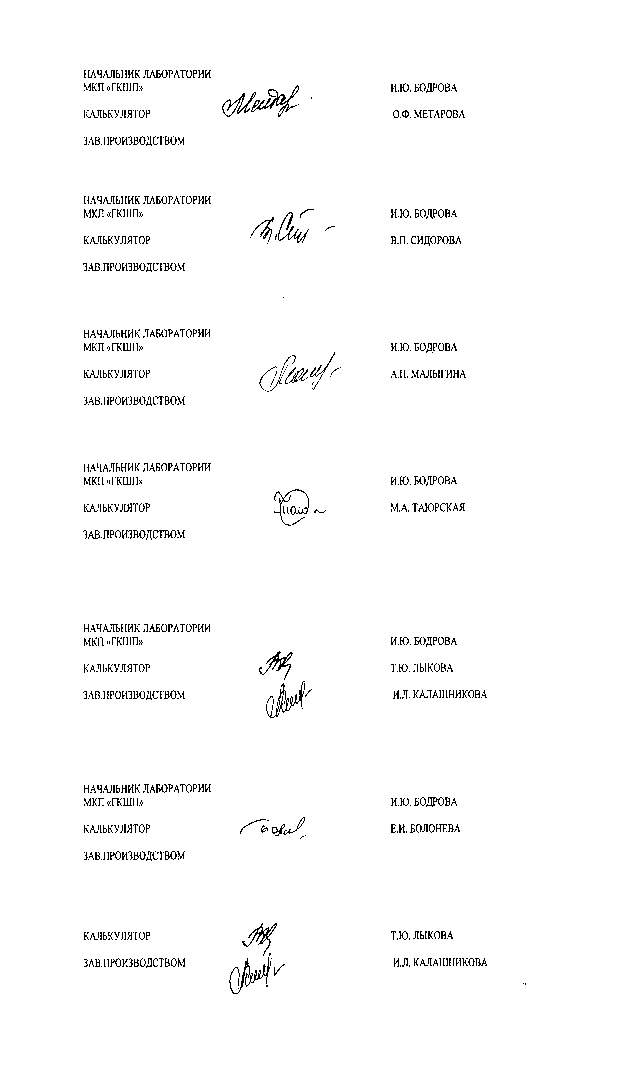 НАЧАЛЬНИК ЛАБОРАТОРИИ
МКП «ГКШП» И.Ю. БОДРОВА
КАЛЬКУЛЯТОР О.Ф. МЕТАРОВА
ЗАВ.ПРОИЗВОДСТВОМ
НАЧАЛЬНИК ЛАБОРАТОРИИ
МКП «ГКШП» И.Ю. БОДРОВА
КАЛЬКУЛЯТОР В.П. СИДОРОВА
ЗАВ.ПРОИЗВОДСТВОМ
НАЧАЛЬНИК ЛАБОРАТОРИИ
МКП «ГКШП» И.Ю. БОДРОВА
КАЛЬКУЛЯТОР А.Н. МАЛЫГИНА
ЗАВ.ПРОИЗВОДСТВОМ
НАЧАЛЬНИК ЛАБОРАТОРИИ
МКП «ГКШП» И.Ю. БОДРОВА
КАЛЬКУЛЯТОР М.А. ТАЮРСКАЯ
ЗАВ.ПРОИЗВОДСТВОМ
НАЧАЛЬНИК ЛАБОРАТОРИИ
МКП «ГКШП» И.Ю. БОДРОВА
КАЛЬКУЛЯТОР Т.Ю. ЛЫКОВА
ЗАВ.ПРОИЗВОДСТВОМ И.Л. КАЛАШНИКОВА
НАЧАЛЬНИК ЛАБОРАТОРИИ
МКП «ГКШП» И.Ю. БОДРОВА
КАЛЬКУЛЯТОР Е.И. БОЛОНЕВА
ЗАВ.ПРОИЗВОДСТВОМ
КАЛЬКУЛЯТОР Т.Ю. ЛЫКОВА
ЗАВ.ПРОИЗВОДСТВОМ И.Л. КАЛАШНИКОВА